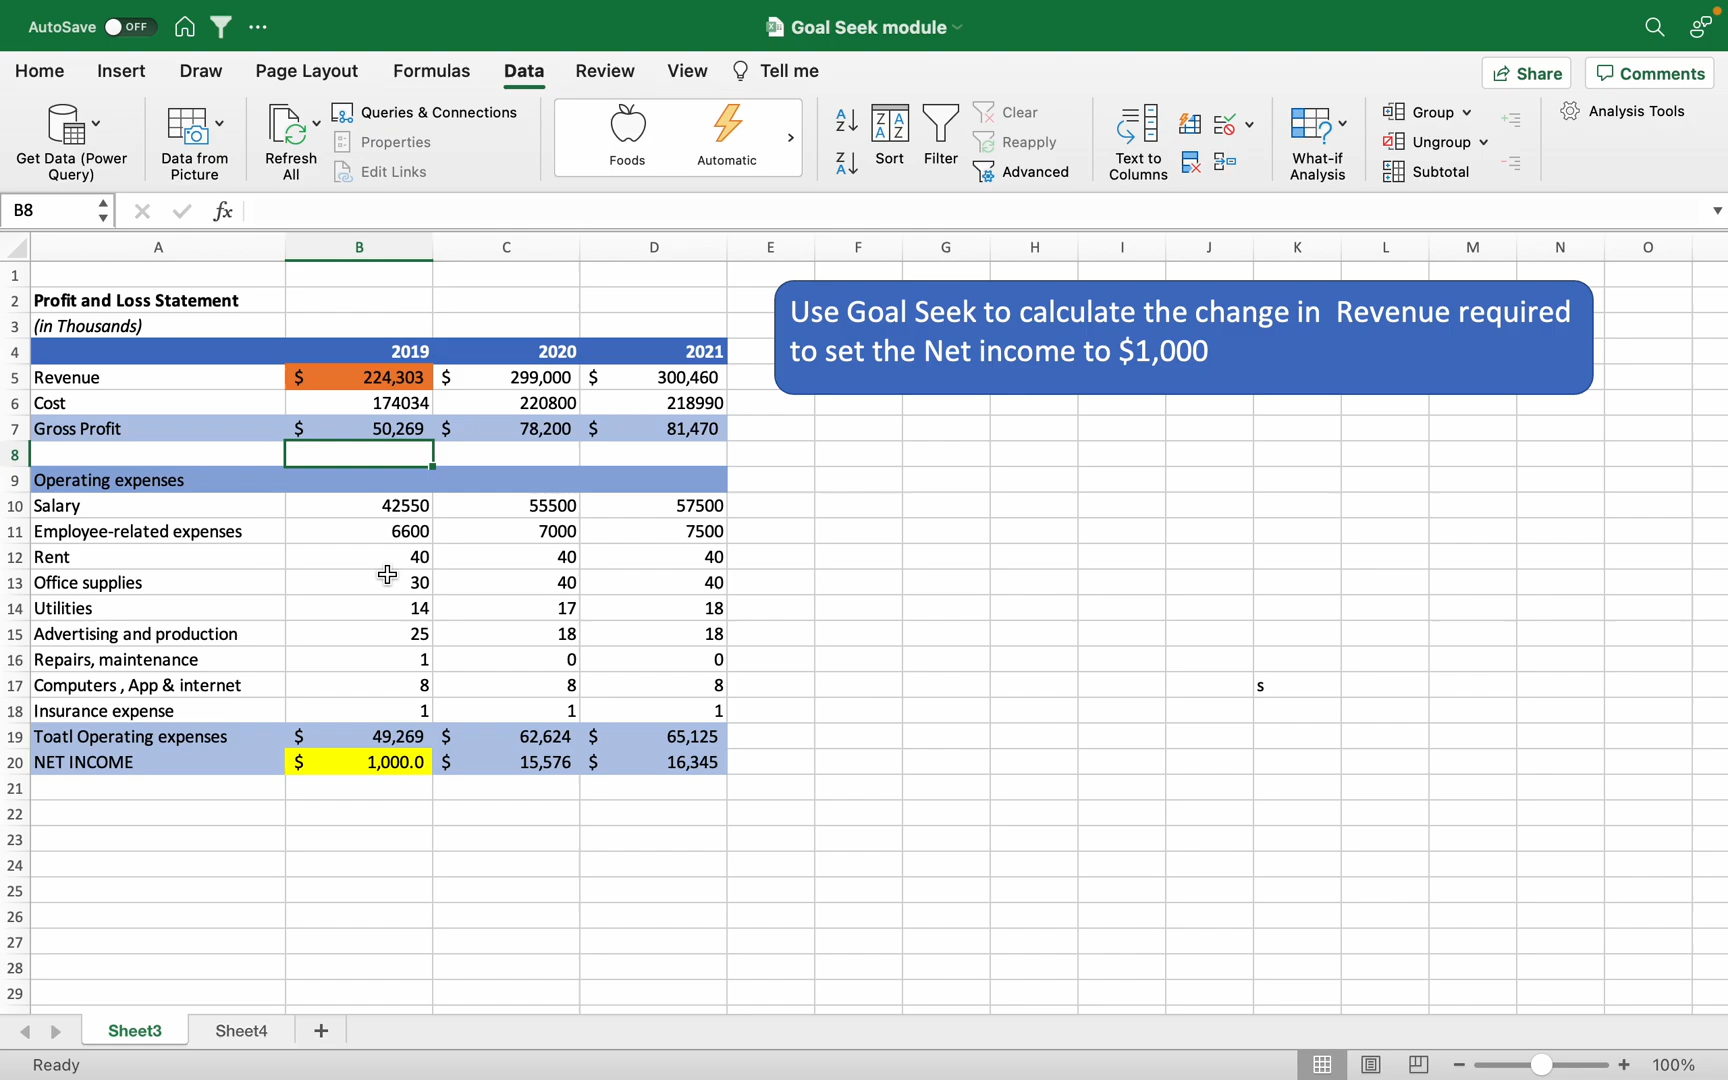 AutoSave OFF
Goal Seek module
Home Insert Draw Page Layout Formulas Data Review View Tell me
Share Comments
Get Data (Power Query)
Data from Picture
Refresh All
Queries & Connections
Properties
Edit Links
Foods Automatic
Sort Filter
Clear
Reapply
Advanced
Text to Columns
What-if Analysis
Group
Ungroup
Subtotal
Analysis Tools
B8 fx
A B C D E F G H I J K L M N O
1
2 Profit and Loss Statement
3 (in Thousands)
4 2019 2020 2021
5 Revenue $ 224,303 $ 299,000 $ 300,460
6 Cost 174034 220800 218990
7 Gross Profit $ 50,269 $ 78,200 $ 81,470
8
9 Operating expenses
10 Salary 42550 55500 57500
11 Employee-related expenses 6600 7000 7500
12 Rent 40 40 40
13 Office supplies 30 40 40
14 Utilities 14 17 18
15 Advertising and production 25 18 18
16 Repairs, maintenance 1 0 0
17 Computers , App & internet 8 8 8 s
18 Insurance expense 1 1 1
19 Toatl Operating expenses $ 49,269 $ 62,624 $ 65,125
20 NET INCOME $ 1,000.0 $ 15,576 $ 16,345
21
22
23
24
25
26
27
28
29
Use Goal Seek to calculate the change in Revenue required
to set the Net income to $1,000
Sheet3 Sheet4 +
Ready
100%